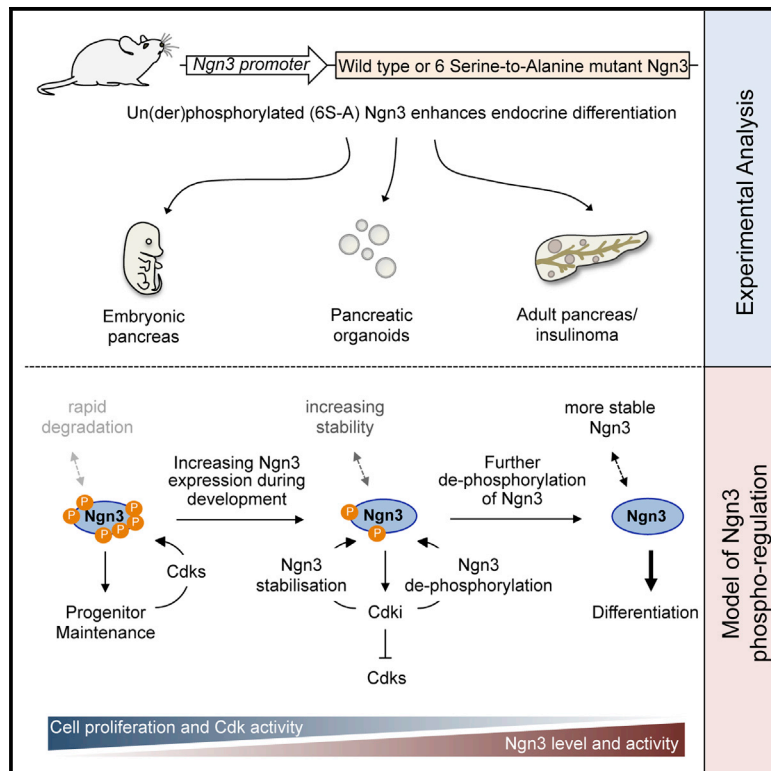 Ngn3 promoter
Wild type or 6 Serine-to-Alanine mutant Ngn3
Un(der)phosphorylated (6S-A) Ngn3 enhances endocrine differentiation
Embryonic
pancreas
Pancreatic
organoids
Adult pancreas/
insulinoma
Experimental Analysis
rapid
degradation
increasing
stability
more stable
Ngn3
Increasing Ngn3
expression during
development
Further
de-phosphorylation
of Ngn3
P
P
P
P
P
P
Ngn3
P
P
Ngn3
Ngn3
Cdks
Progenitor
Maintenance
Ngn3
stabilisation
Ngn3
de-phosphorylation
Cdki
Cdks
Differentiation
Cell proliferation and Cdk activity
Ngn3 level and activity
Model of Ngn3
phospho-regulation